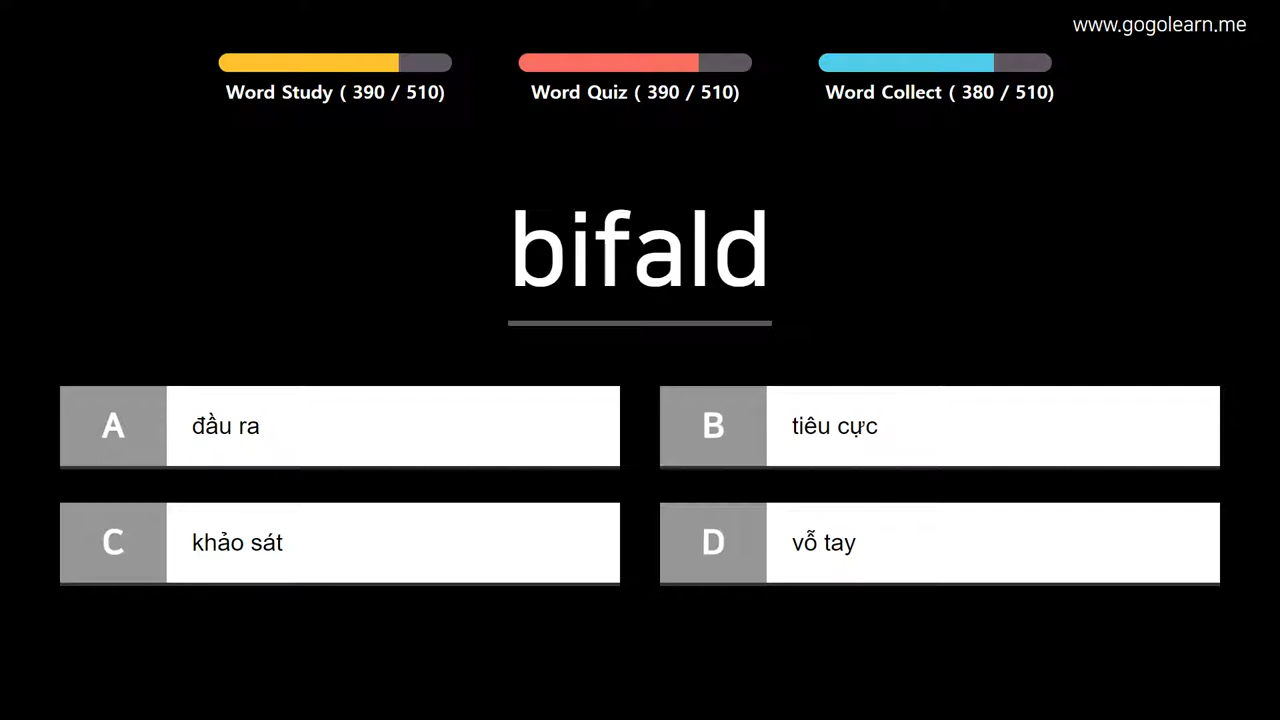 www.gogolearn.me
Word Study ( 390 / 510)
Word Quiz ( 390 / 510)
Word Collect ( 380 / 510)
bifald
A đầu ra
B tiêu cực
C khảo sát
D vỗ tay